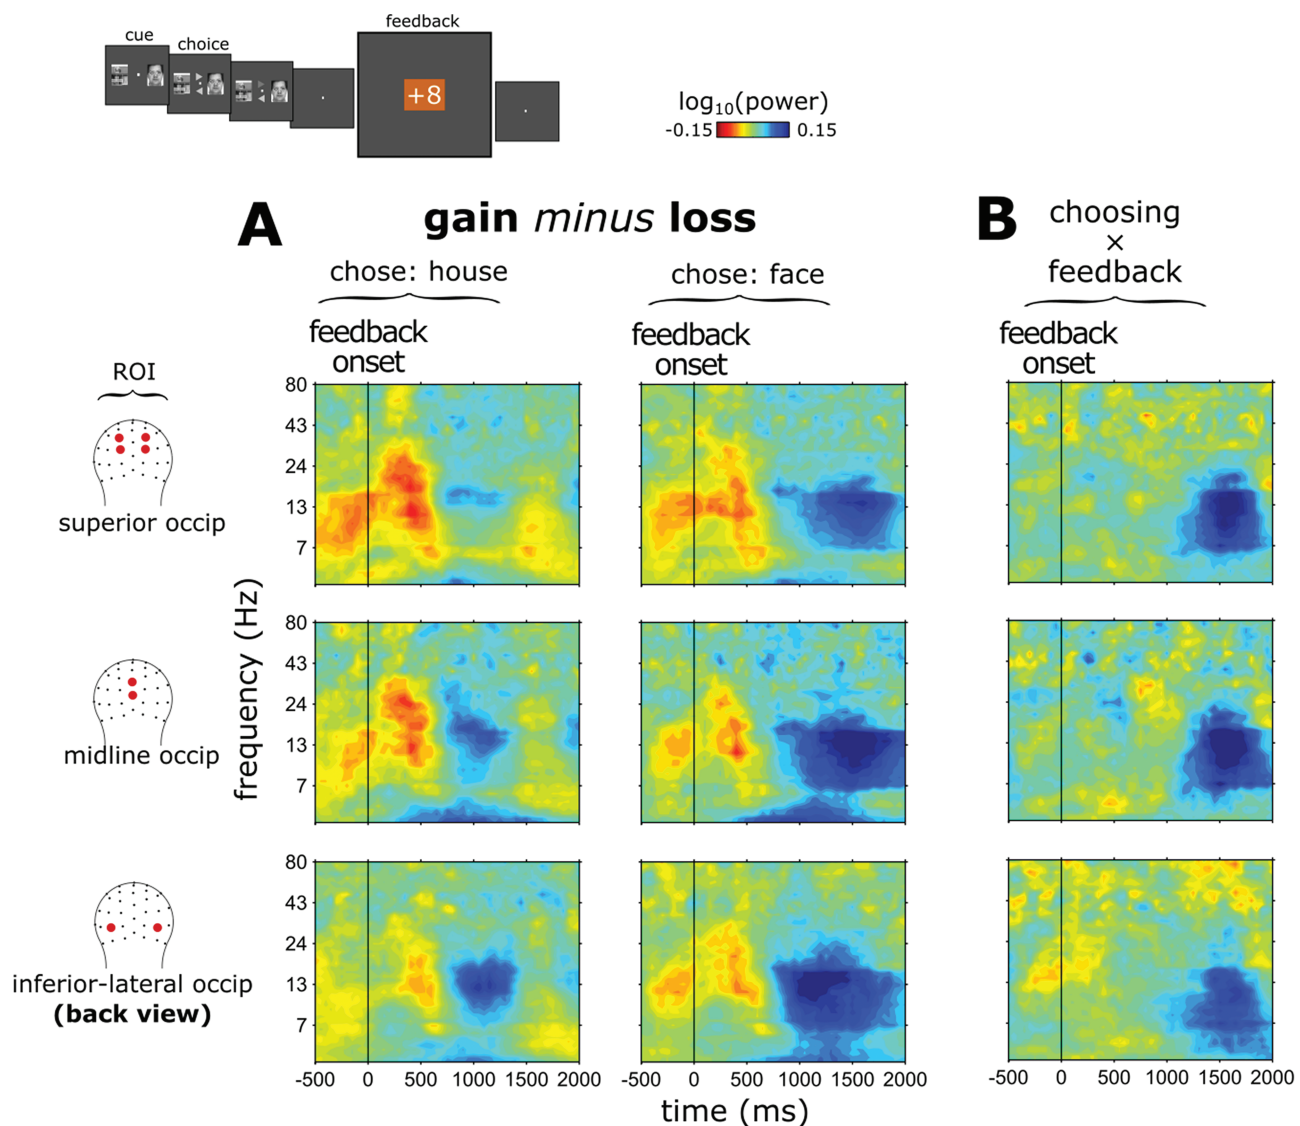 feedback
cue
choice
+8
log10(power)
-0.15 0.15
A
gain minus loss
B
choosing
×
feedback
chose: house
chose: face
feedback
onset
feedback
onset
feedback
onset
ROI
superior occip
midline occip
inferior-lateral occip
(back view)
frequency (Hz)
80
43
24
13
7
80
43
24
13
7
80
43
24
13
7
-500 0 500 1000 1500 2000
-500 0 500 1000 1500 2000
-500 0 500 1000 1500 2000
time (ms)